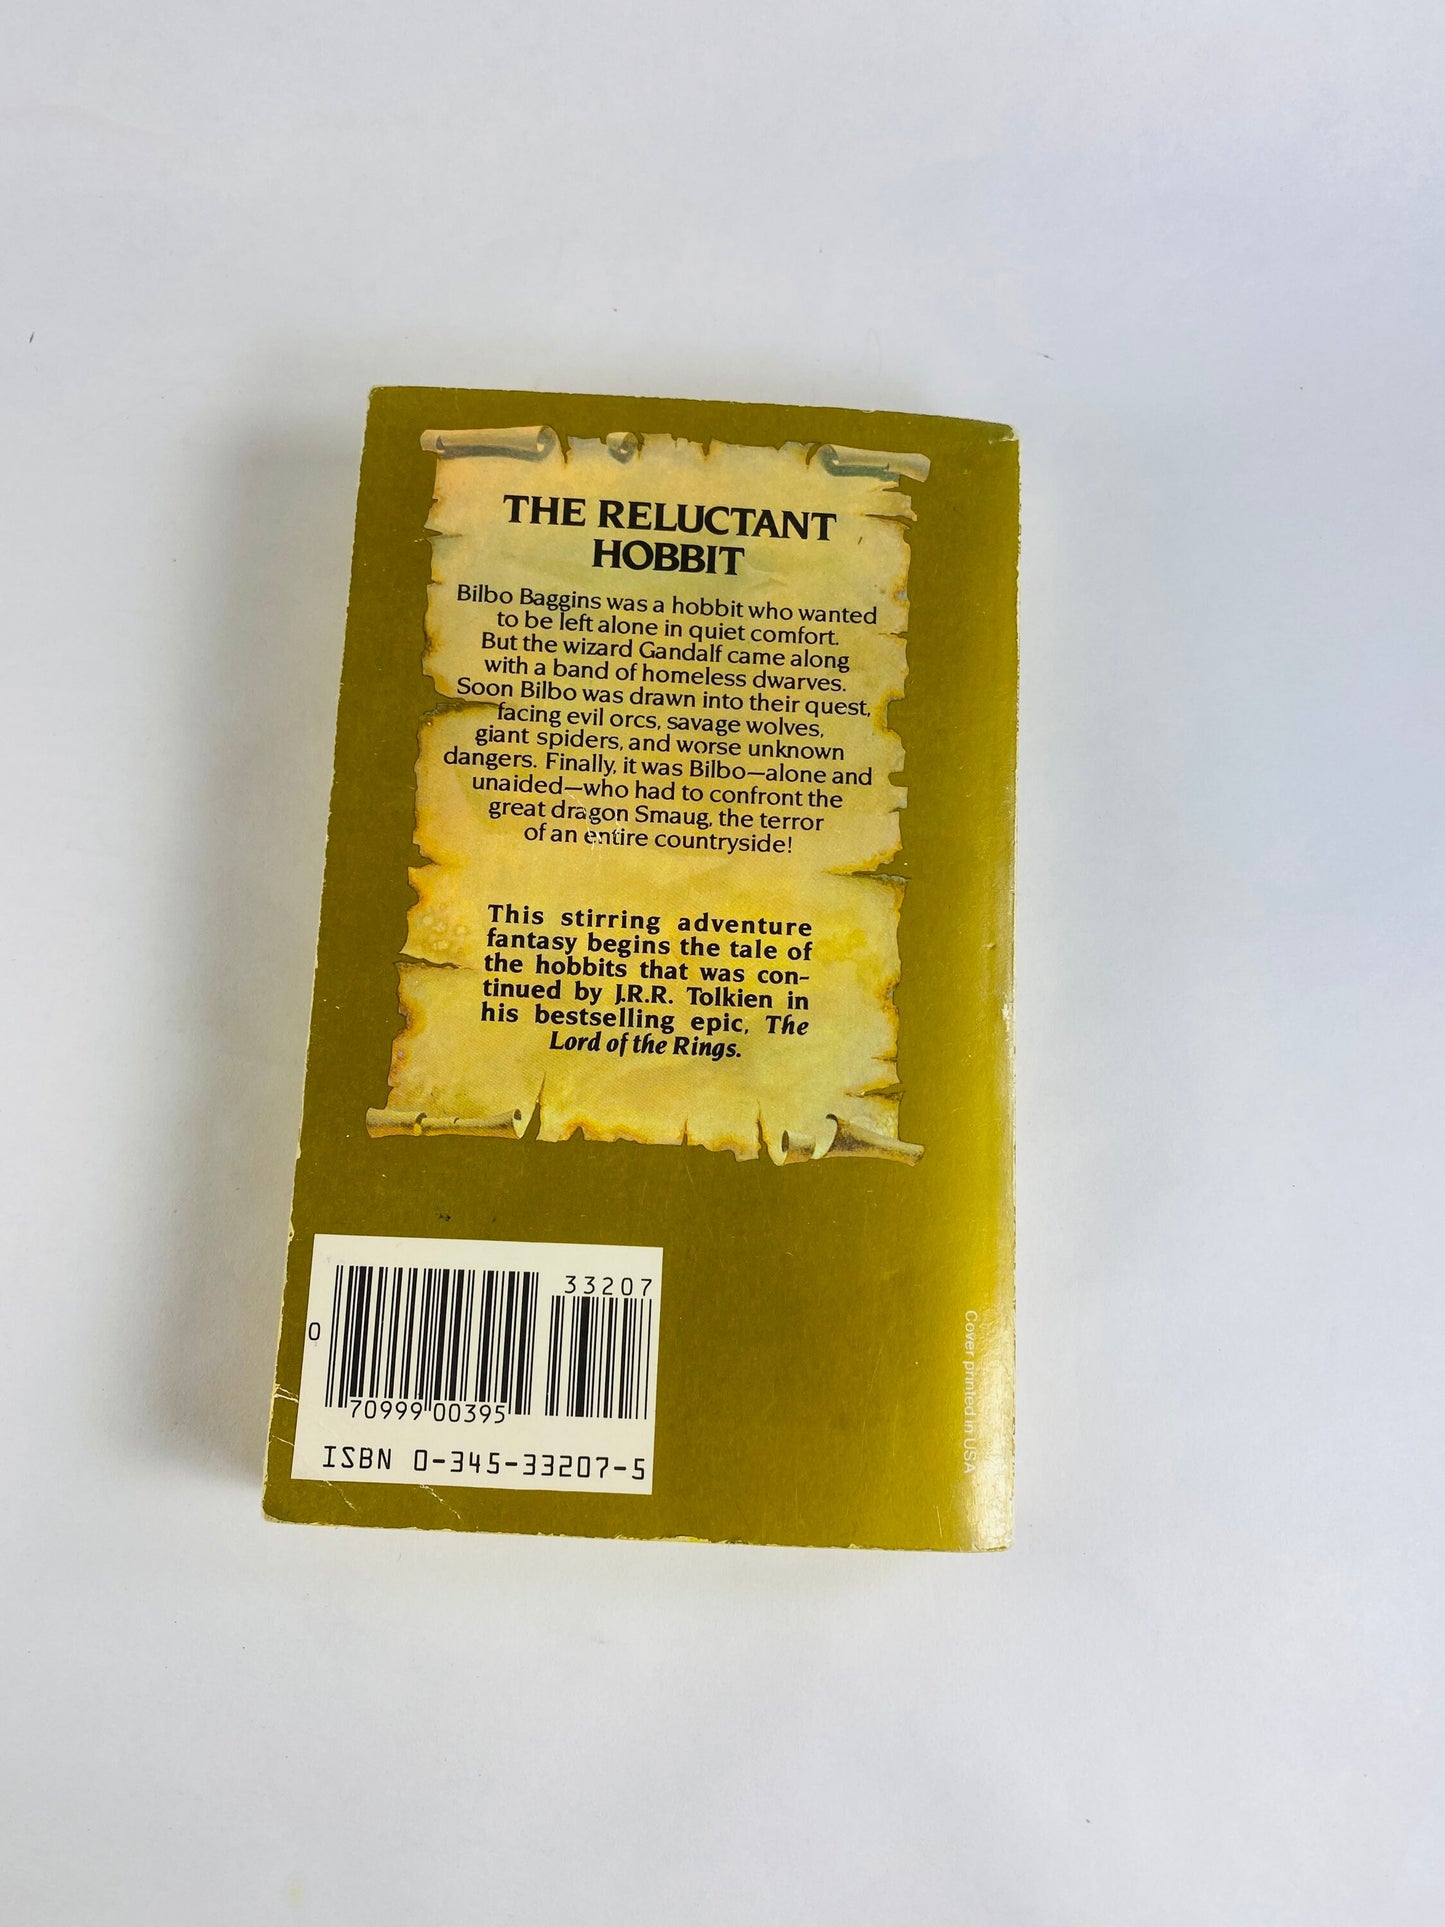 THE RELUCTANT
HOBBIT
Bilbo Baggins was a hobbit who wanted
to be left alone in quiet comfort.
But the wizard Gandalf came along
with a band of homeless dwarves.
Soon Bilbo was drawn into their quest,
facing evil orcs, savage wolves,
giant spiders, and worse unknown
dangers. Finally, it was Bilbo—alone and
unaided—who had to confront the
great dragon Smaug, the terror
of an entire countryside!
This stirring adventure
fantasy begins the tale of
the hobbits that was con-
tinued by J.R.R. Tolkien in
his bestselling epic, The
Lord of the Rings.
33207
0
70999 00395
ISBN 0-345-33207-5
Cover printed in USA